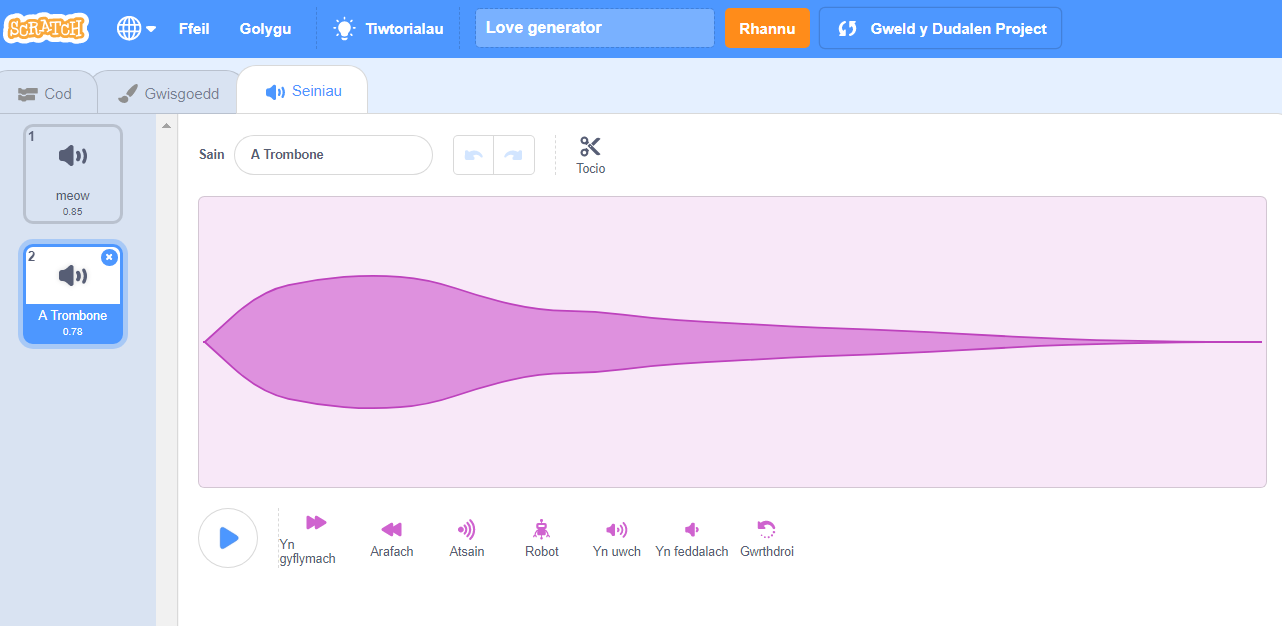 SCRATCH Ffeil Golygu Tiwtorialau Love generator Rhannu Gweld y Dudalen Project
Cod Gwisgoedd Seiniau
1
meow
0.85
2
A Trombone
0.78
Sain A Trombone
Tocio
Yn
gyflymach
Arafach
Atsain
Robot
Yn uwch
Yn feddalach
Gwrthdroi